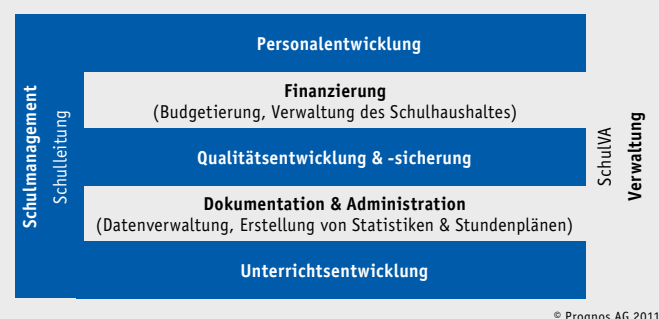 Schulmanagement
Schulleitung
Personalentwicklung
Finanzierung
(Budgetierung, Verwaltung des Schulhaushaltes)
Qualitätsentwicklung & -sicherung
Dokumentation & Administration
(Datenverwaltung, Erstellung von Statistiken & Stundenplänen)
Unterrichtsentwicklung
SchulVA
Verwaltung
© Prognos AG 2011